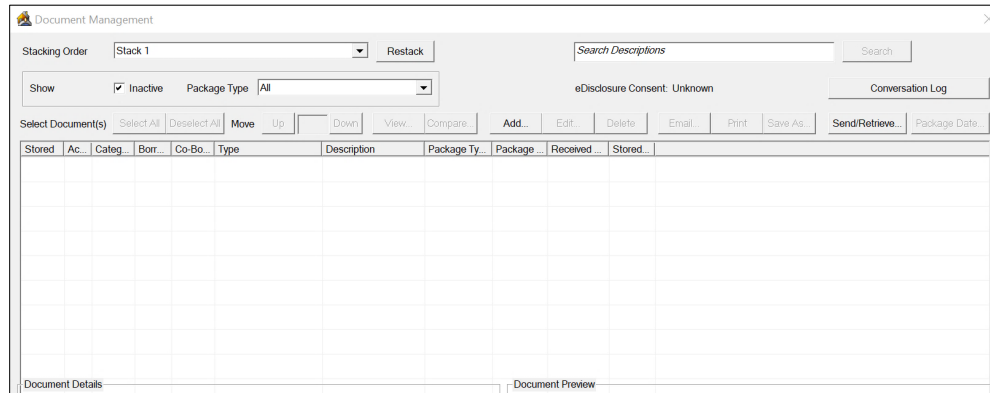 Document Management
Stacking Order Stack 1 Restack Search Descriptions Search
Show Inactive Package Type All eDisclosure Consent: Unknown Conversation Log
Select Document(s) Select All Deselect All Move Up Down View... Compare... Add... Edit... Delete Email... Print Save As... Send/Retrieve... Package Date...
Stored Ac... Categ... Borr... Co-Bo... Type Description Package Ty... Package ... Received ... Stored...
Document Details Document Preview